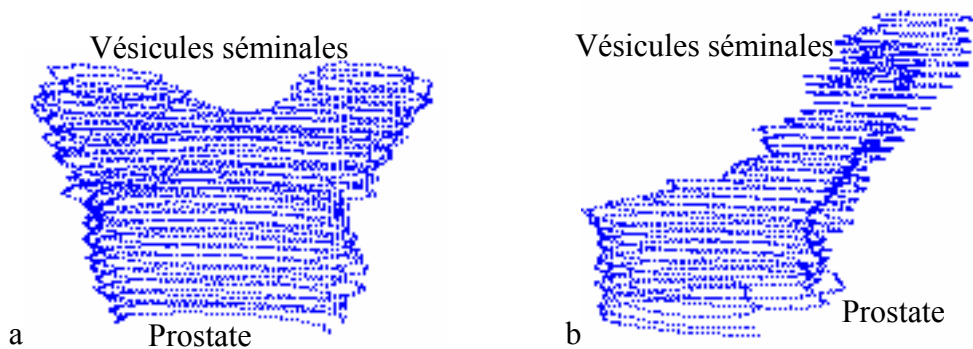 Vésicules séminales
Vésicules séminales
a
Prostate
b
Prostate